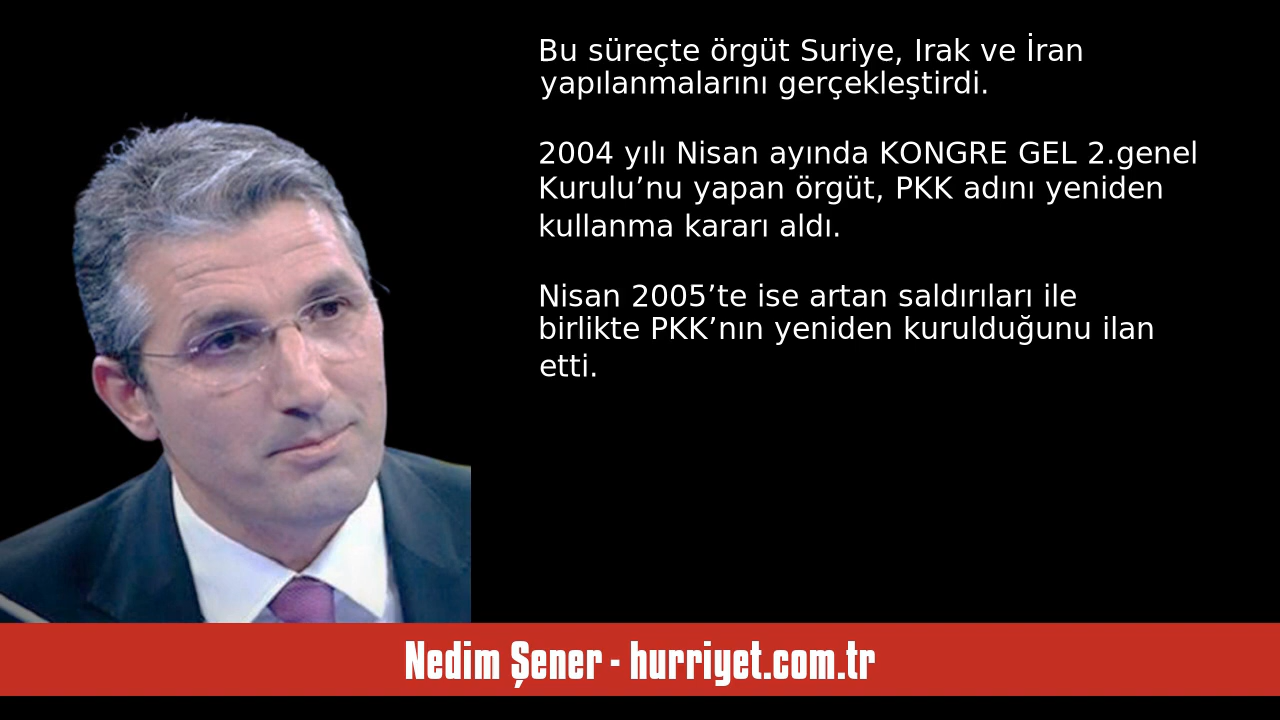 Bu süreçte örgüt Suriye, Irak ve İran
yapılanmalarını gerçekleştirdi.
2004 yılı Nisan ayında KONGRE GEL 2.genel
Kurulu’nu yapan örgüt, PKK adını yeniden
kullanma kararı aldı.
Nisan 2005’te ise artan saldırıları ile
birlikte PKK’nın yeniden kurulduğunu ilan
etti.
Nedim Şener - hurriyet.com.tr